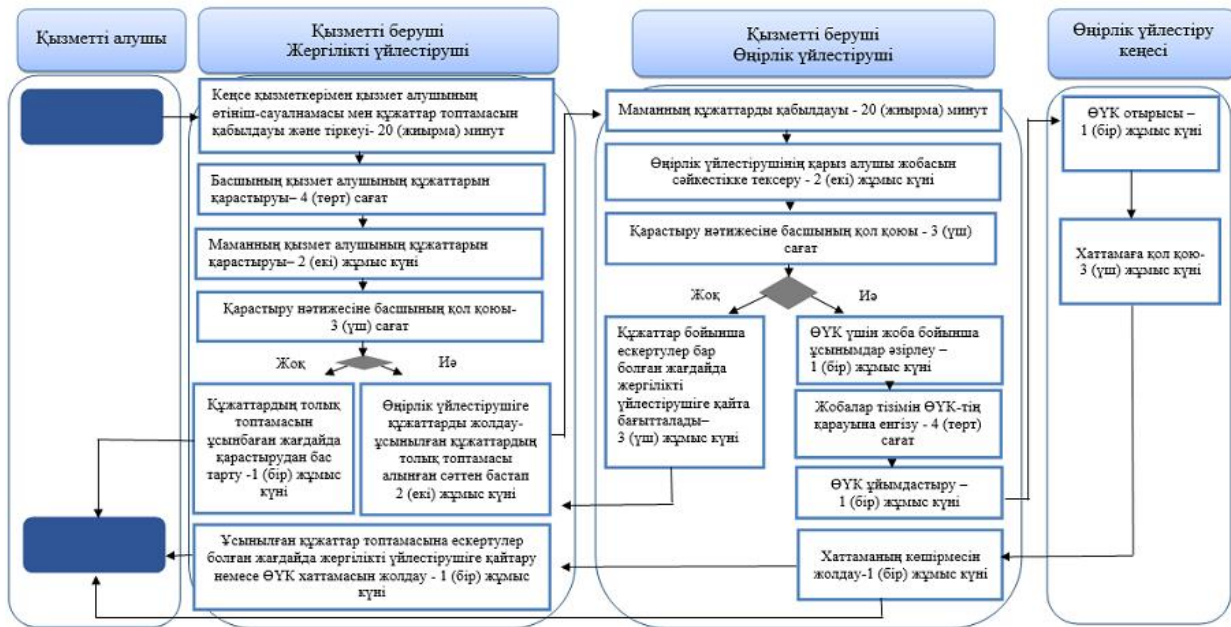 Қызметті алушы
Қызметті беруші
Жергілікті үйлестіруші
Қызметті беруші
Өңірлік үйлестіруші
Өңірлік үйлестіру
кеңесі
Кеңсе қызметкерімен қызмет алушының
өтініш-сауалнамасы мен құжаттар топтамасын
қабылдауы және тіркеуі- 20 (жиырма) минут
Басшының қызмет алушының құжаттарын
қарастыруы– 4 (төрт) сағат
Маманның қызмет алушының құжаттарын
қарастыруы– 2 (екі) жұмыс күні
Қарастыру нәтижесіне басшының қол қоюы-
3 (үш) сағат
Жоқ
Иә
Құжаттардың толық
топтамасын
ұсынбаған жағдайда
қарастырудан бас
тарту -1 (бір) жұмыс
күні
Өңірлік үйлестірушіге
құжаттарды жолдау-
ұсынылған құжаттардың
толық топтамасы
алынған сәттен бастап
2 (екі) жұмыс күні
Ұсынылған құжаттар топтамасына ескертулер
болған жағдайда жергілікті үйлестірушіге қайтару
немесе ӨҮК хаттамасын жолдау - 1 (бір) жұмыс
күні
Маманның құжаттарды қабылдауы - 20 (жиырма) минут
Өңірлік үйлестірушінің қарыз алушы жобасын
сәйкестікке тексеру - 2 (екі) жұмыс күні
Қарастыру нәтижесіне басшының қол қоюы - 3 (үш)
сағат
Жоқ
Иә
Құжаттар бойынша
ескертулер бар
болған жағдайда
жергілікті
үйлестірушіге қайта
бағытталады–
3 (үш) жұмыс күні
ӨҮК үшін жоба бойынша
ұсынымдар әзірлеу –
1 (бір) жұмыс күні
Жобалар тізімін ӨҮК-тің
қарауына енгізу - 4 (төрт)
сағат
ӨҮК ұйымдастыру –
1 (бір) жұмыс күні
Хаттаманың көшірмесін
жолдау-1 (бір) жұмыс күні
ӨҮК отырысы –
1 (бір) жұмыс күні
Хаттамаға қол қою-
3 (үш) жұмыс күні